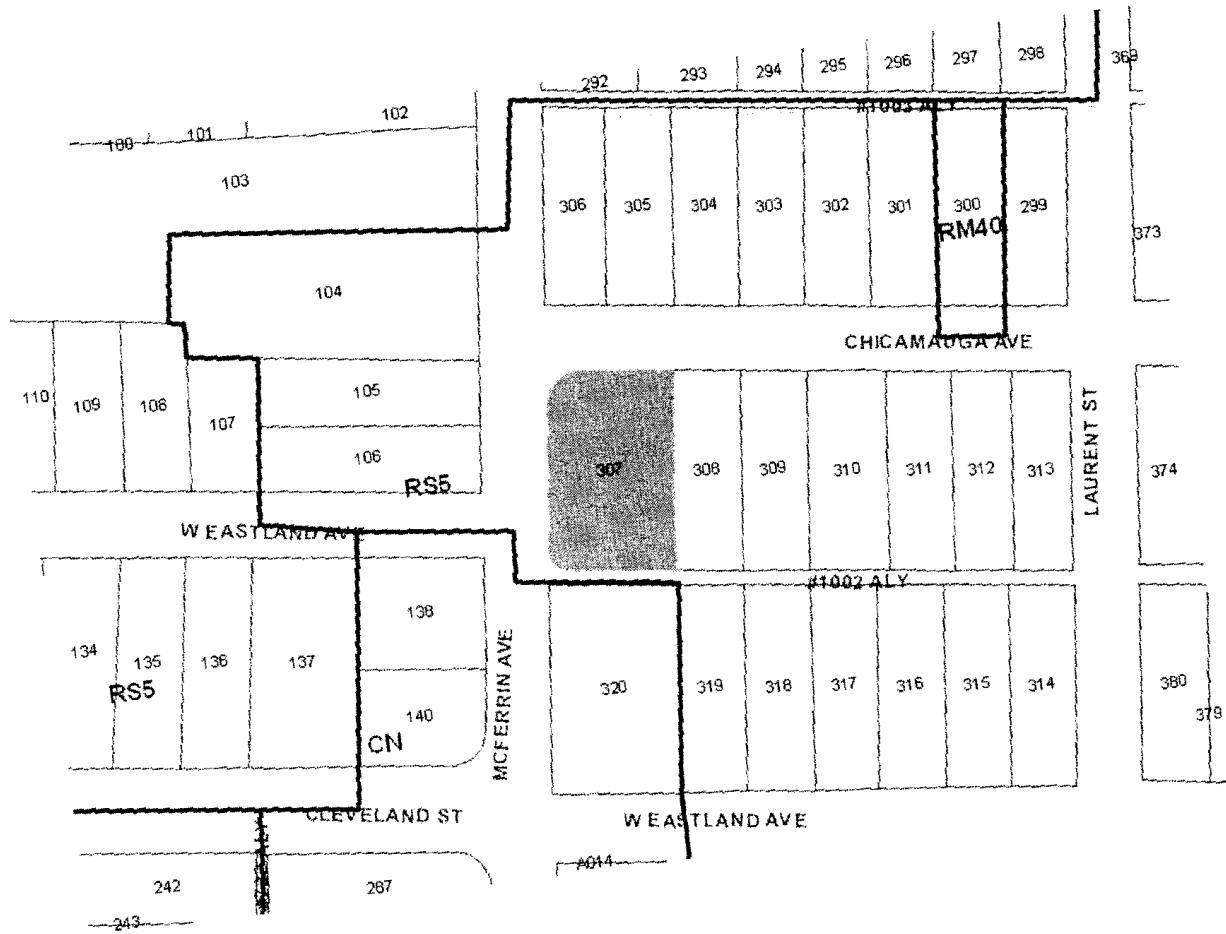 292 293 294 295 296 297 298 369
#1003 ALY
100 101 102
103
306 305 304 303 302 301 300 299
RM40
373
104
CHICAMAUGA AVE
110 109 108 107
105
106
RS5
307 308 309 310 311 312 313
LAURENT ST
374
W EASTLAND AVE
#1002 ALY
134 135 136 137
RS5
138
140
CN
MCFERRIN AVE
320 319 318 317 316 315 314
380
379
CLEVELAND ST
W EASTLAND AVE
A014
242 267
243